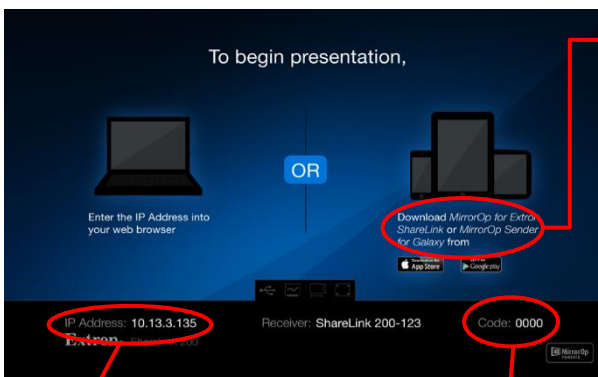 To begin presentation,
OR
Enter the IP Address into
your web browser
Download MirrorOp for Extron
ShareLink or MirrorOp Sender
for Galaxy from
App Store
Google play
IP Address: 10.13.3.135
Receiver: ShareLink 200-123
Code: 0000
Extron ShareLink 200
MirrorOp